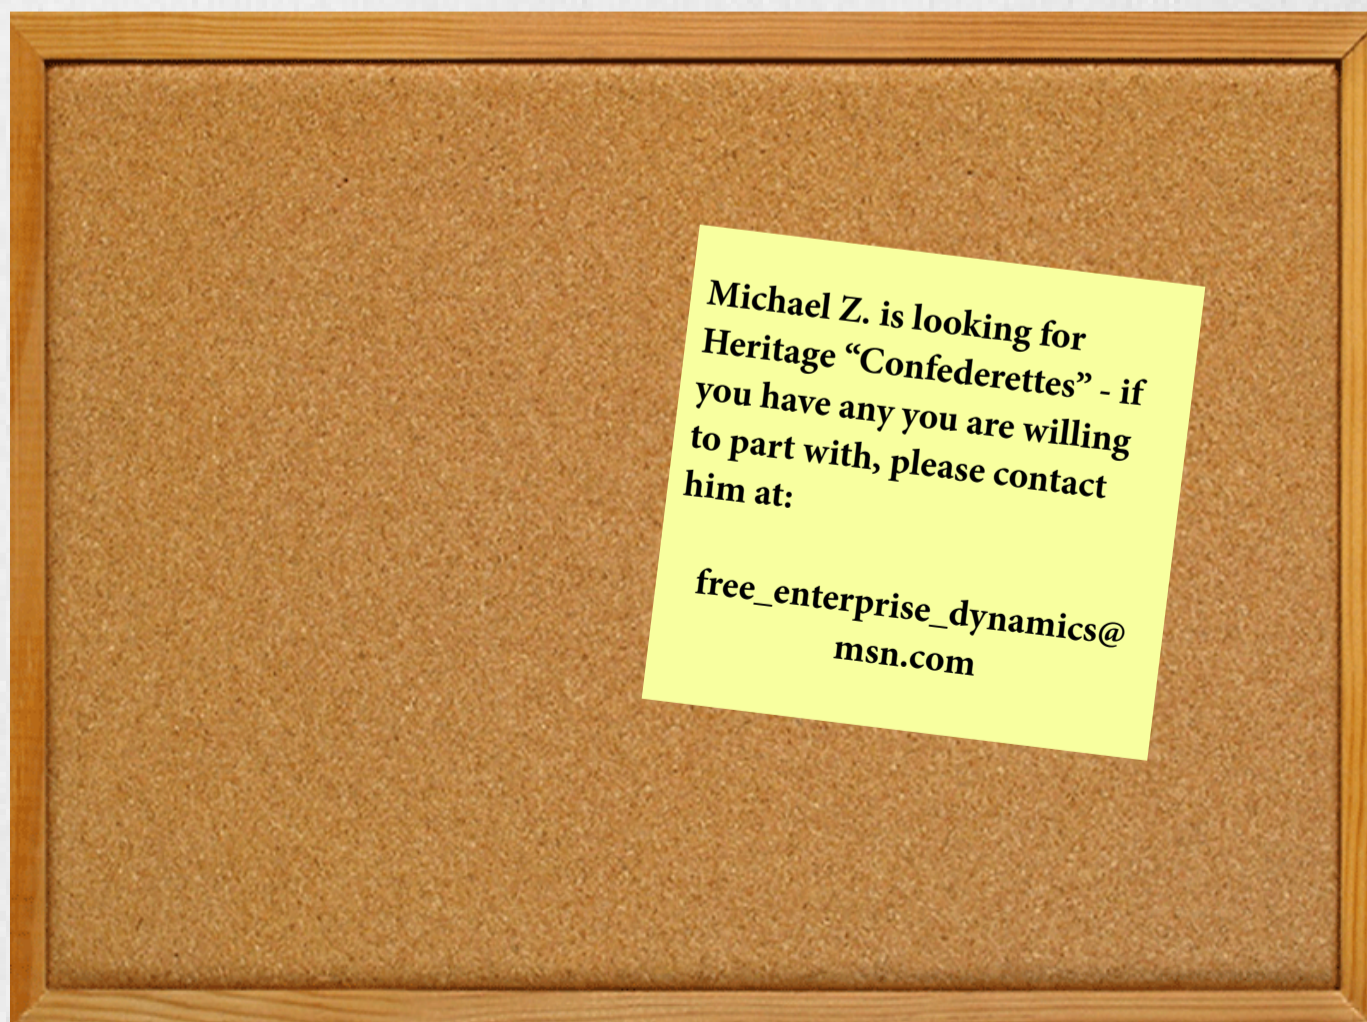 Michael Z. is looking for
Heritage “Confederettes” - if
you have any you are willing
to part with, please contact
him at:
free_enterprise_dynamics@
msn.com